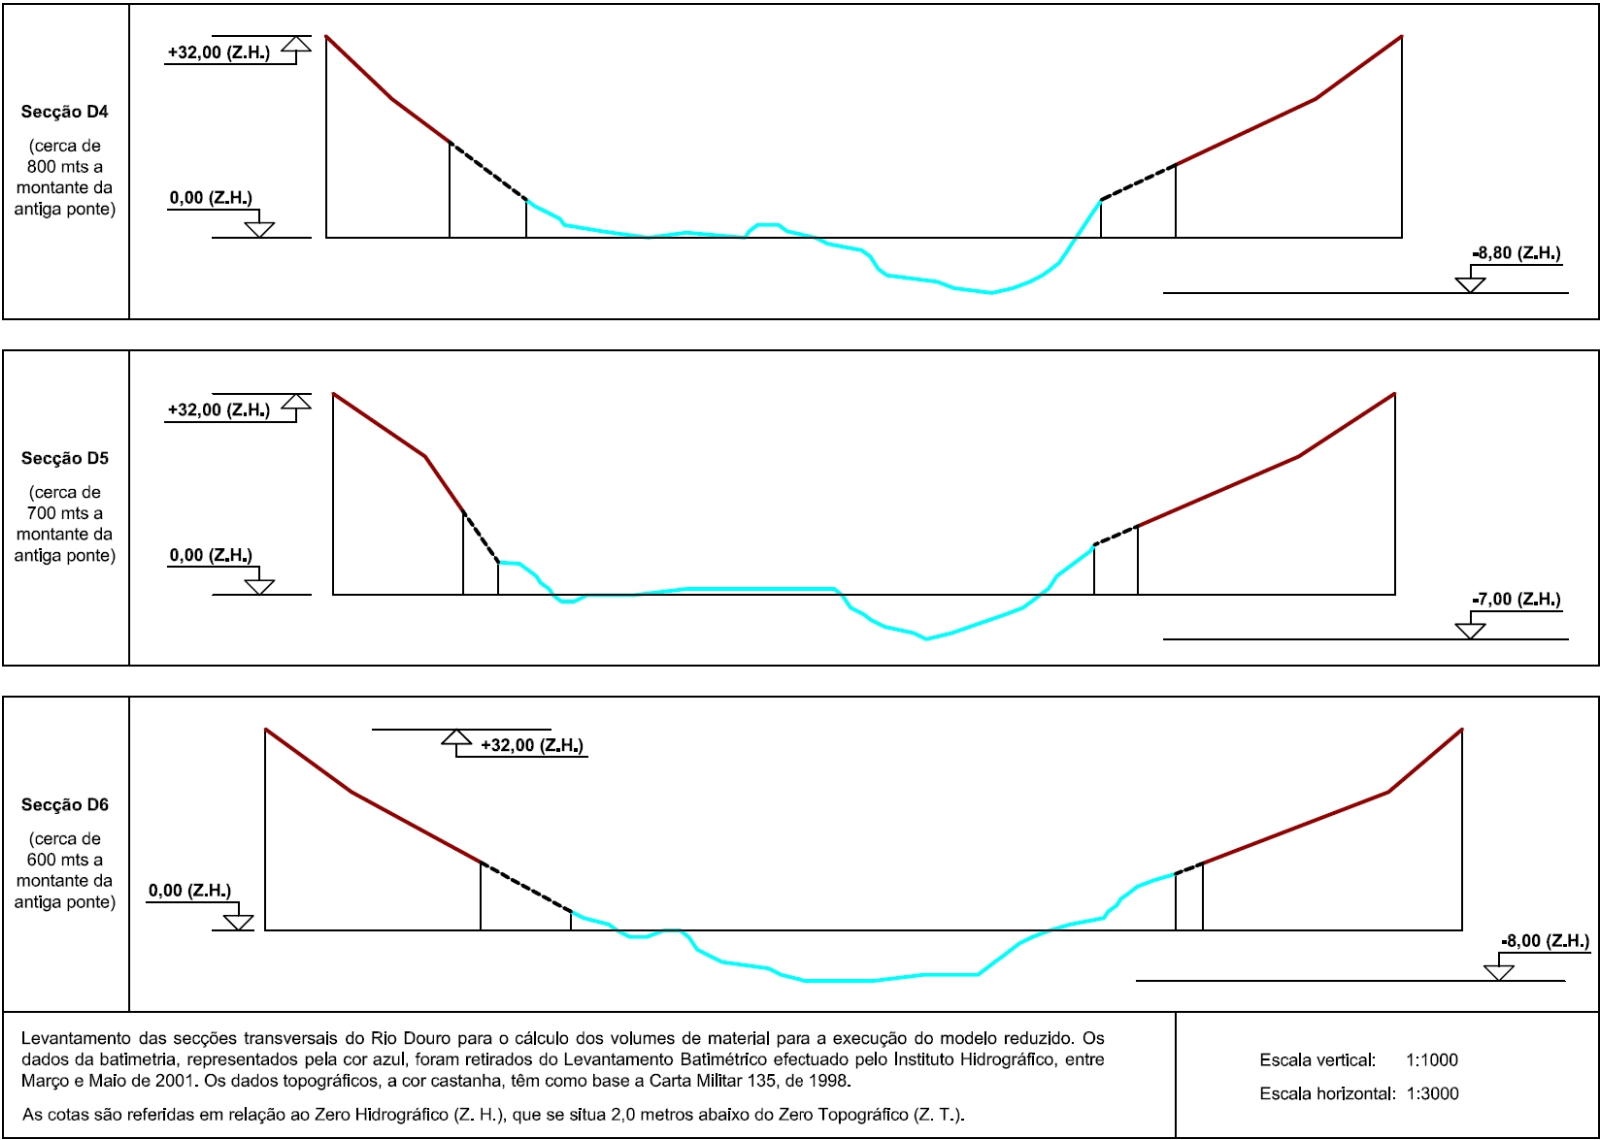 Secção D4
(cerca de
800 mts a
montante da
antiga ponte)
+32,00 (Z.H.)
0,00 (Z.H.)
-8,80 (Z.H.)
Secção D5
(cerca de
700 mts a
montante da
antiga ponte)
+32,00 (Z.H.)
0,00 (Z.H.)
-7,00 (Z.H.)
Secção D6
(cerca de
600 mts a
montante da
antiga ponte)
+32,00 (Z.H.)
0,00 (Z.H.)
-8,00 (Z.H.)
Levantamento das secções transversais do Rio Douro para o cálculo dos volumes de material para a execução do modelo reduzido. Os
dados da batimetria, representados pela cor azul, foram retirados do Levantamento Batimétrico efectuado pelo Instituto Hidrográfico, entre
Março e Maio de 2001. Os dados topográficos, a cor castanha, têm como base a Carta Militar 135, de 1998.
As cotas são referidas em relação ao Zero Hidrográfico (Z. H.), que se situa 2,0 metros abaixo do Zero Topográfico (Z. T.).
Escala vertical: 1:1000
Escala horizontal: 1:3000